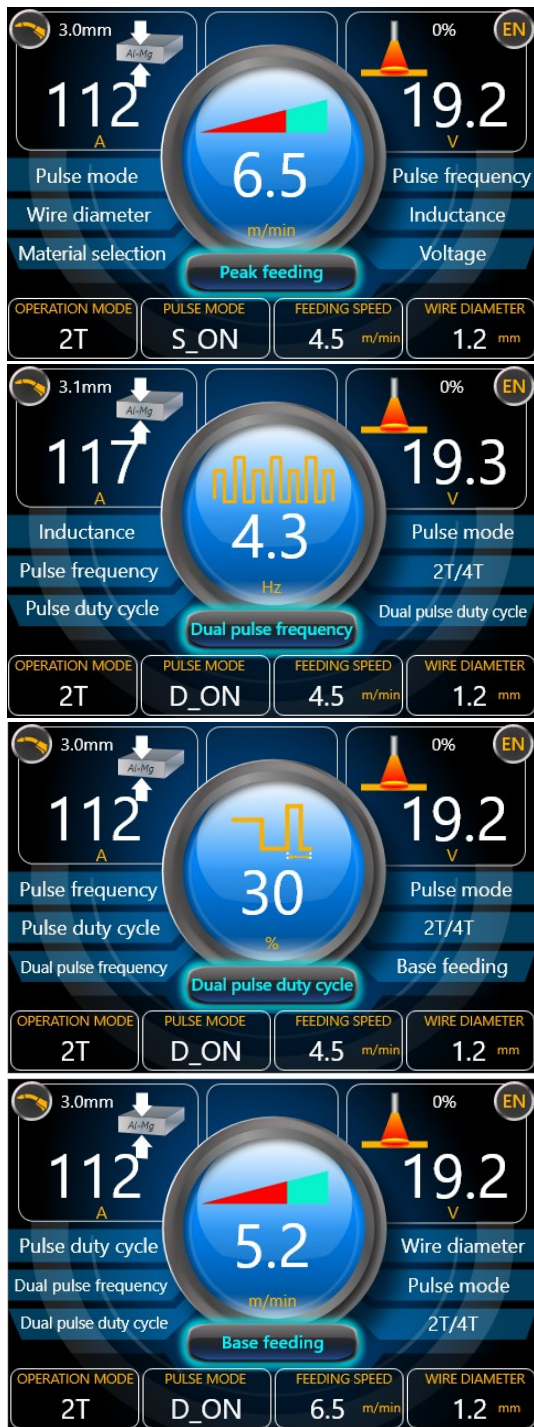 3.0mm 0% EN
Al-Mg
112 19.2
A V
6.5
m/min
Pulse mode Pulse frequency
Wire diameter Inductance
Material selection Voltage
Peak feeding
OPERATION MODE PULSE MODE FEEDING SPEED WIRE DIAMETER
2T S_ON 4.5 m/min 1.2 mm
3.1mm 0% EN
Al-Mg
117 19.3
A V
4.3
Hz
Inductance Pulse mode
Pulse frequency 2T/4T
Pulse duty cycle Dual pulse duty cycle
Dual pulse frequency
OPERATION MODE PULSE MODE FEEDING SPEED WIRE DIAMETER
2T D_ON 4.5 m/min 1.2 mm
3.0mm 0% EN
Al-Mg
112 19.2
A V
30
%
Pulse frequency Pulse mode
Pulse duty cycle 2T/4T
Dual pulse frequency Base feeding
Dual pulse duty cycle
OPERATION MODE PULSE MODE FEEDING SPEED WIRE DIAMETER
2T D_ON 4.5 m/min 1.2 mm
3.0mm 0% EN
Al-Mg
112 19.2
A V
5.2
m/min
Pulse duty cycle Wire diameter
Dual pulse frequency Pulse mode
Dual pulse duty cycle 2T/4T
Base feeding
OPERATION MODE PULSE MODE FEEDING SPEED WIRE DIAMETER
2T D_ON 6.5 m/min 1.2 mm